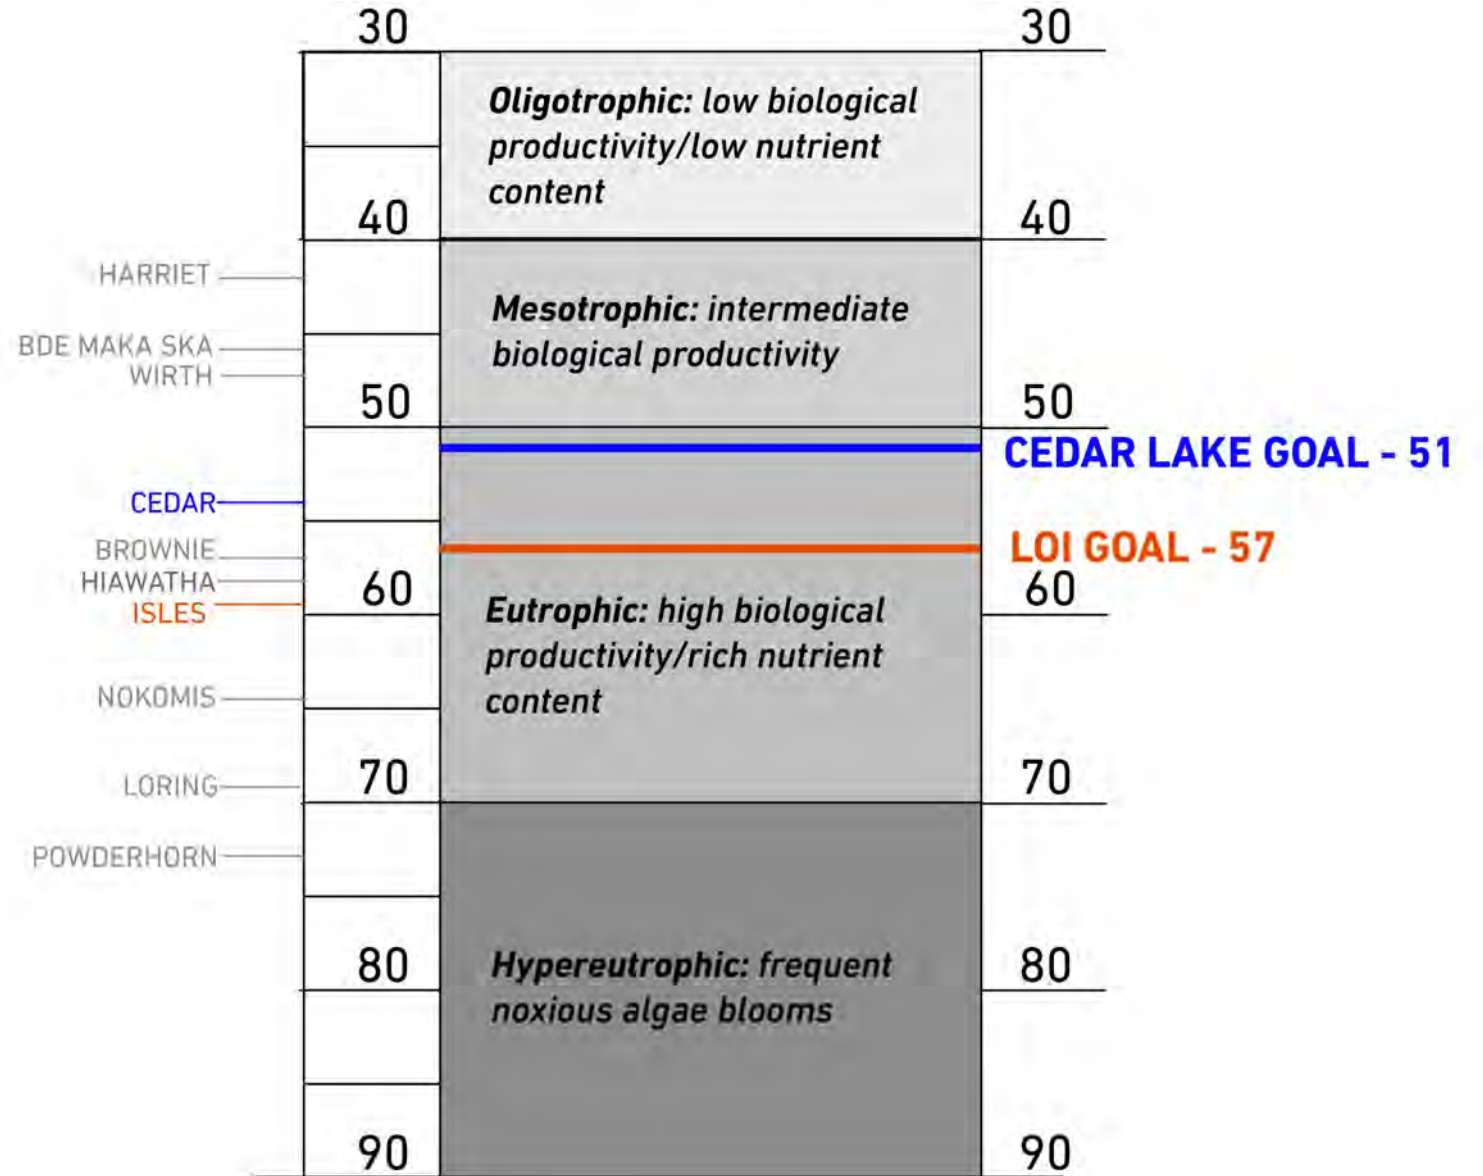 30
30
Oligotrophic: low biological
productivity/low nutrient
content
40
40
HARRIET
Mesotrophic: intermediate
biological productivity
BDE MAKA SKA
WIRTH
50
50
CEDAR LAKE GOAL - 51
CEDAR
BROWNIE
LOI GOAL - 57
HIAWATHA
60
60
ISLES
Eutrophic: high biological
productivity/rich nutrient
content
NOKOMIS
LORING
70
70
POWDERHORN
80
80
Hypereutrophic: frequent
noxious algae blooms
90
90